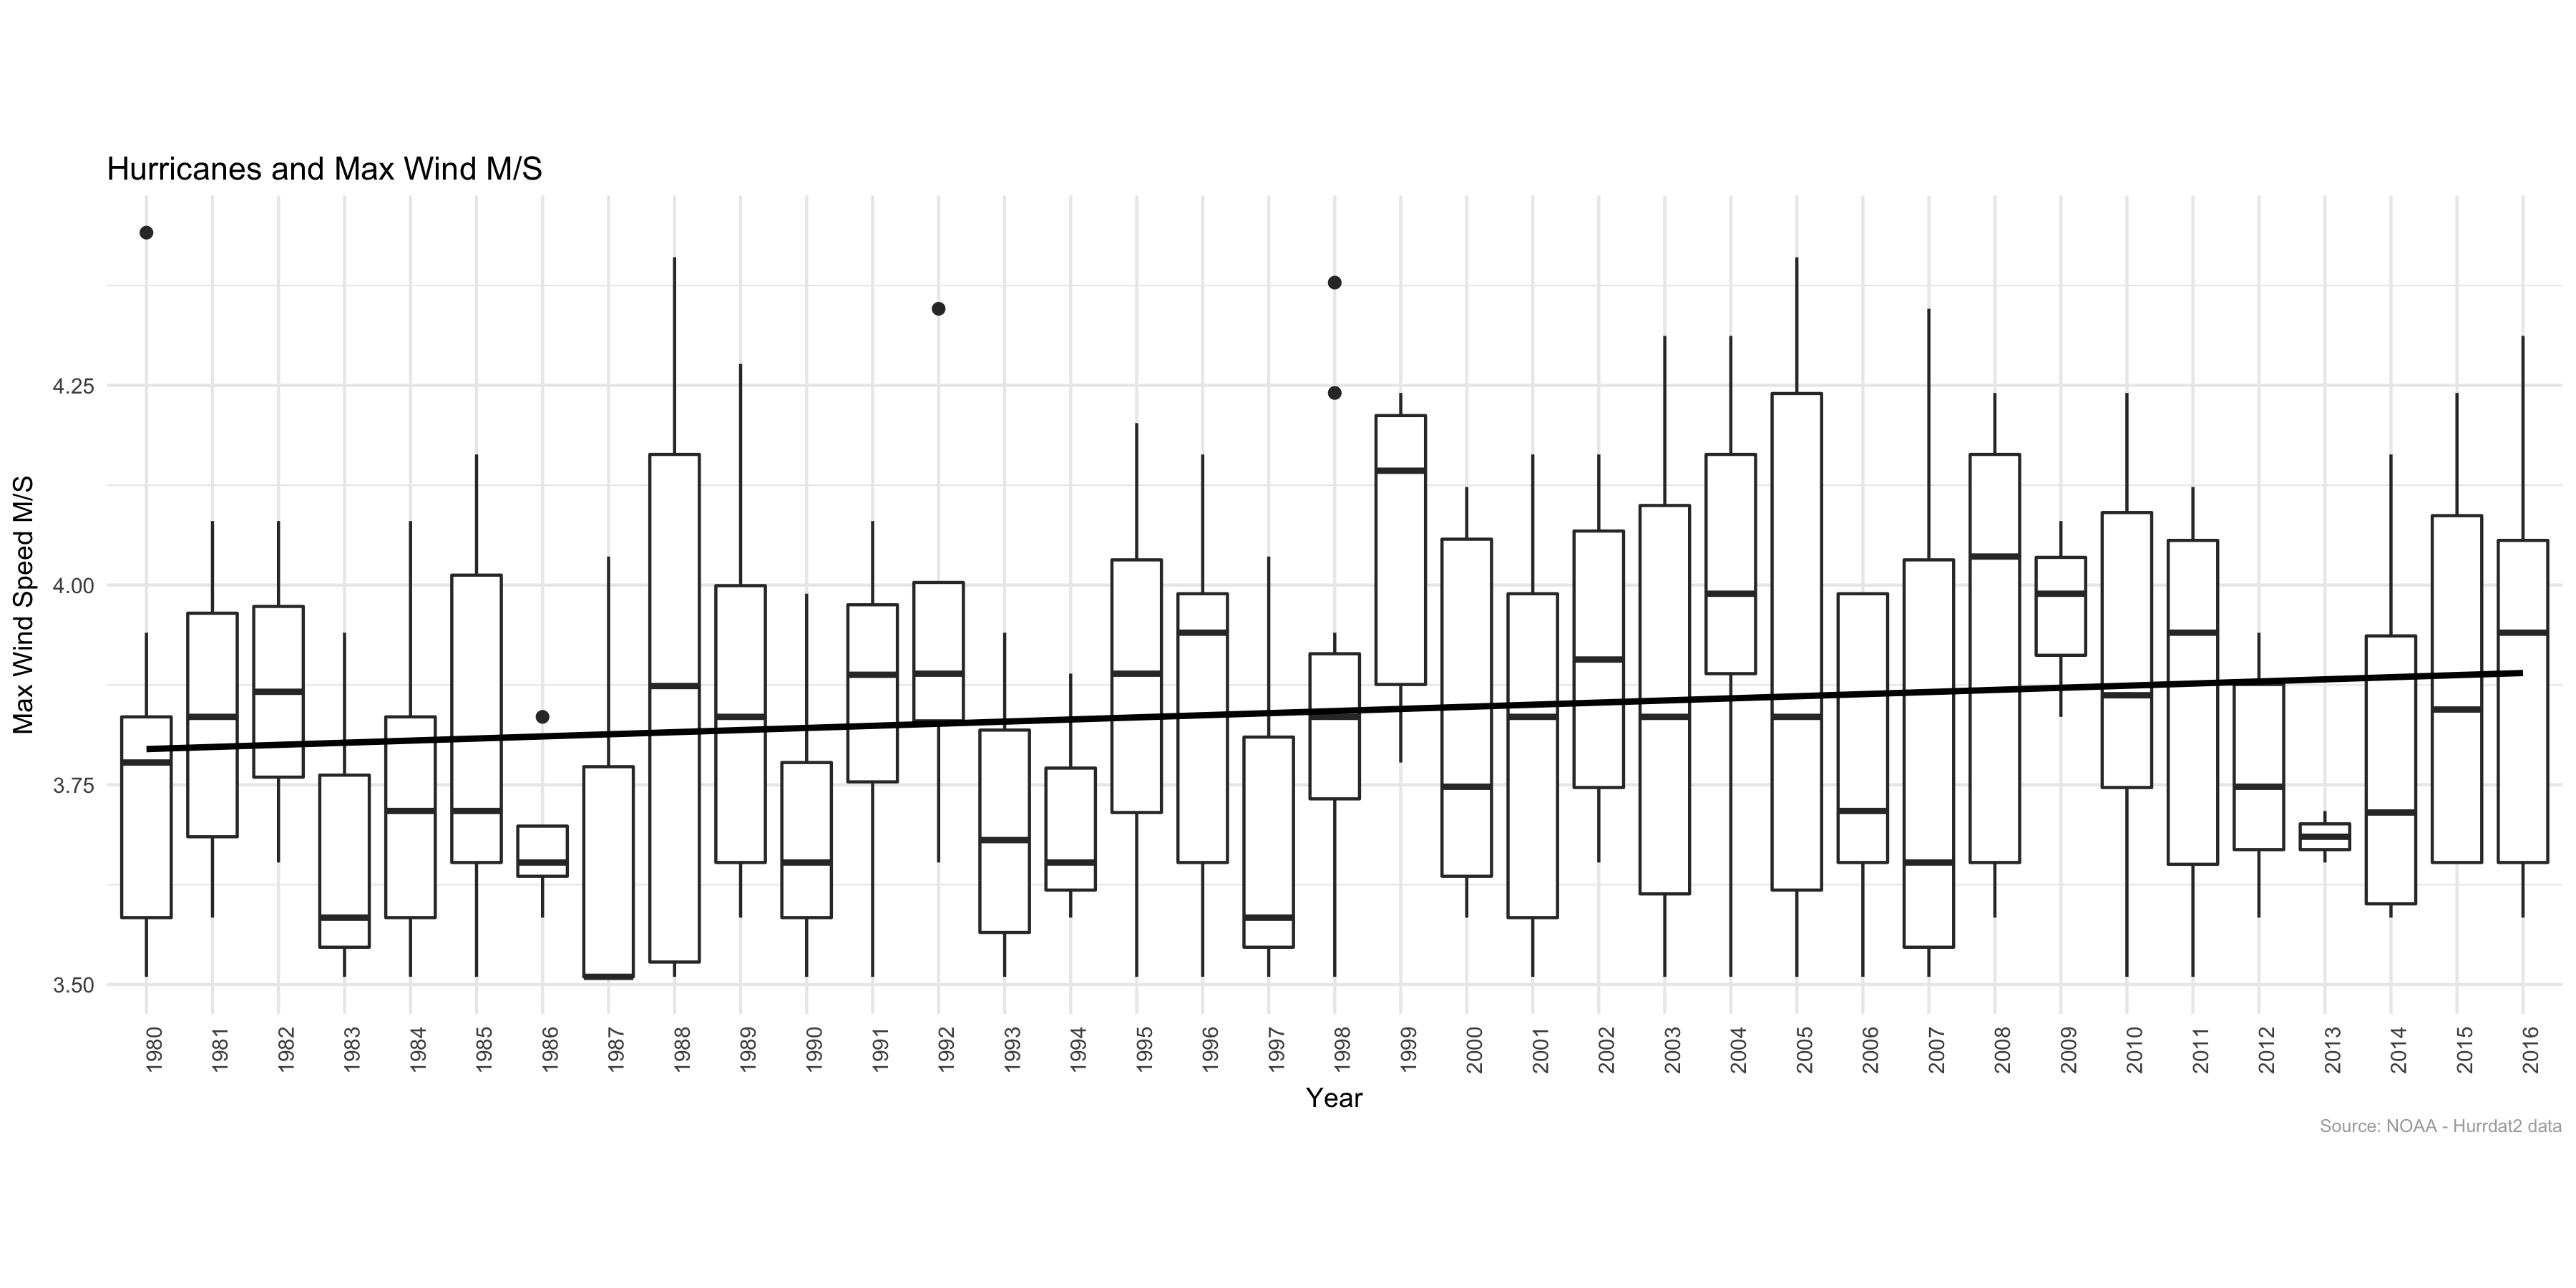 Hurricanes and Max Wind M/S
Max Wind Speed M/S
4.25
4.00
3.75
3.50
1980 1981 1982 1983 1984 1985 1986 1987 1988 1989 1990 1991 1992 1993 1994 1995 1996 1997 1998 1999 2000 2001 2002 2003 2004 2005 2006 2007 2008 2009 2010 2011 2012 2013 2014 2015 2016
Year
Source: NOAA - Hurrdat2 data